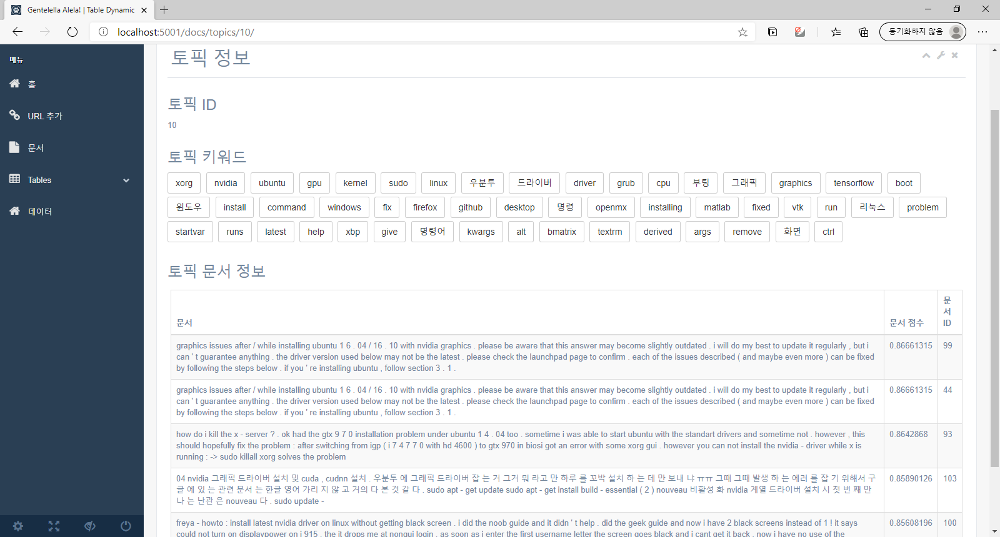 Gentelella Alela! | Table Dynamic
localhost:5001/docs/topics/10/
동기화하지 않음
메뉴
홈
URL 추가
문서
Tables
데이터
토픽 정보
토픽 ID
10
토픽 키워드
xorg nvidia ubuntu gpu kernel sudo linux 우분투 드라이버 driver grub cpu 부팅 그래픽 graphics tensorflow boot
윈도우 install command windows fix firefox github desktop 명령 openmx installing matlab fixed vtk run 리눅스 problem
startvar runs latest help xbp give 명령어 kwargs alt bmatrix textrm derived args remove 화면 ctrl
토픽 문서 정보
문서 문서 점수 문서 ID
graphics issues after / while installing ubuntu 1 6 . 04 / 16 . 10 with nvidia graphics . please be aware that this answer may become slightly outdated . i will do my best to update it regularly , but i 0.86661315 99
can ' t guarantee anything . the driver version used below may not be the latest . please check the launchpad page to confirm . each of the issues described ( and maybe even more ) can be fixed
by following the steps below . if you ' re installing ubuntu , follow section 3 . 1 .
graphics issues after / while installing ubuntu 1 6 . 04 / 16 . 10 with nvidia graphics . please be aware that this answer may become slightly outdated . i will do my best to update it regularly , but i 0.86661315 44
can ' t guarantee anything . the driver version used below may not be the latest . please check the launchpad page to confirm . each of the issues described ( and maybe even more ) can be fixed
by following the steps below . if you ' re installing ubuntu , follow section 3 . 1 .
how do i kill the x - server ? . ok had the gtx 9 7 0 installation problem under ubuntu 1 4 . 04 too . sometime i was able to start ubuntu with the standart drivers and sometime not . however , this 0.8642868 93
should hopefully fix the problem : after switching from igp ( i 7 4 7 7 0 with hd 4600 ) to gtx 970 in biosi got an error with some xorg gui . however you can not install the nvidia - driver while x is
running : -> sudo killall xorg solves the problem
04 nvidia 그래픽 드라이버 설치 및 cuda , cudnn 설치 . 우분투 에 그래픽 드라이버 잡 는 거 그거 뭐 라고 만 하루 를 꼬박 설치 하 는 데 만 보내 냐 ㅠㅠ 그때 그때 발생 하 는 에러 를 잡 기 위해서 구 0.85890126 103
글 에 있 는 관련 문서 는 한글 영어 가리 지 않 고 거의 다 본 것 같 다 . sudo apt - get update sudo apt - get install build - essential ( 2 ) nouveau 비활성 화 nvidia 계열 드라이버 설치 시 첫 번 째 만
나 는 난관 은 nouveau 다 . sudo update -
freya - howto : install latest nvidia driver on linux without getting black screen . i did the noob guide and it didn ' t help . did the geek guide and now i have 2 black screens instead of 1 ! it says 0.85608196 100
could not turn on displaypower on i 915 . the it drops me at nongui login . as soon as i enter the first username letter the screen goes black and i cant get it back . now i have no use of the